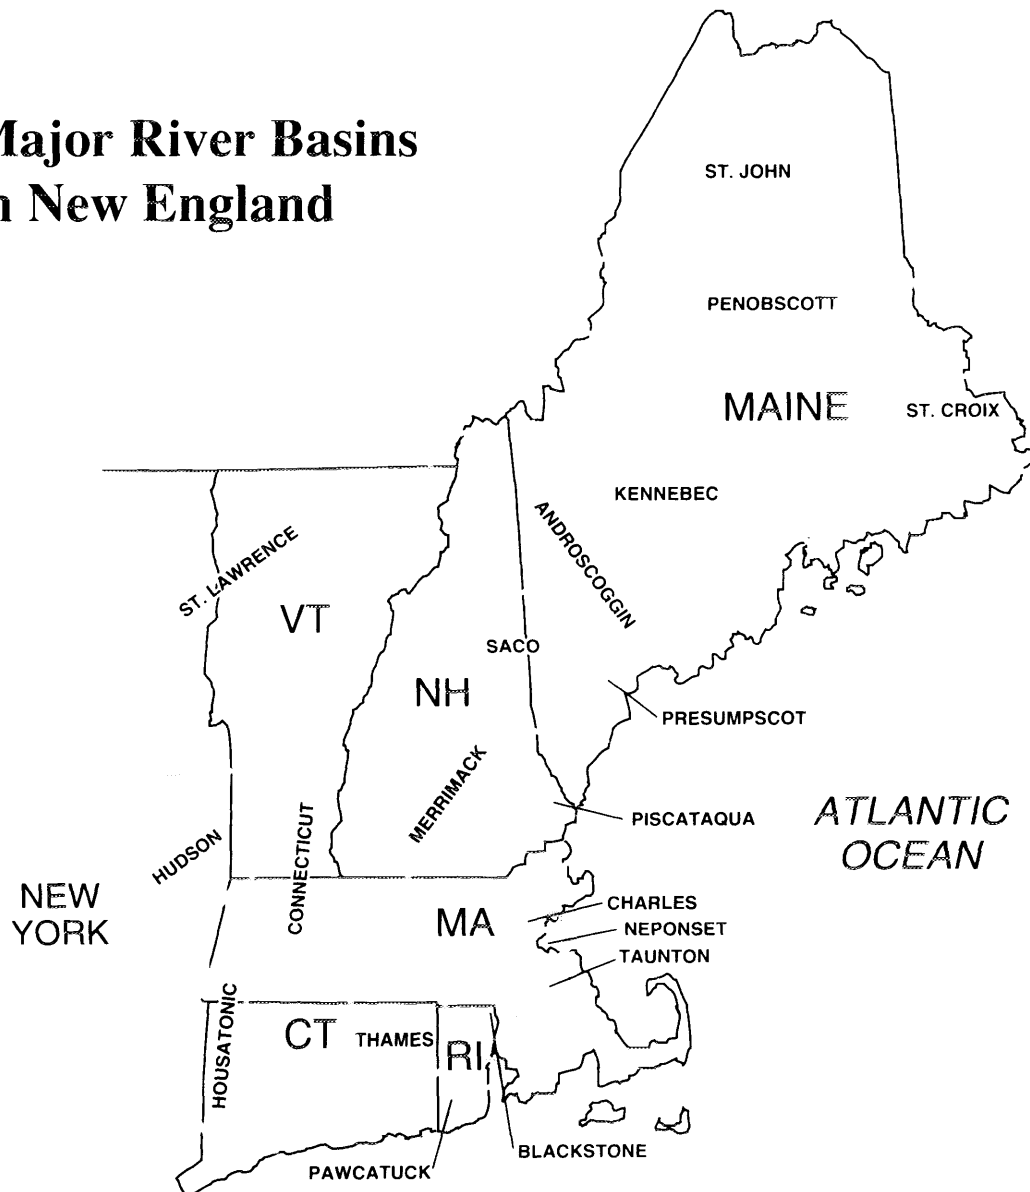 Major River Basins
n New England
ST. JOHN
PENOBSCOTT
MAINE
ST. CROIX
KENNEBEC
ANDROSCOGGIN
ST. LAWRENCE
VT
SACO
NH
PRESUMPSCOT
MERRIMACK
PISCATAQUA
ATLANTIC
OCEAN
HUDSON
CONNECTICUT
NEW
YORK
MA
CHARLES
NEPONSET
TAUNTON
HOUSATONIC
CT
THAMES
RI
BLACKSTONE
PAWCATUCK